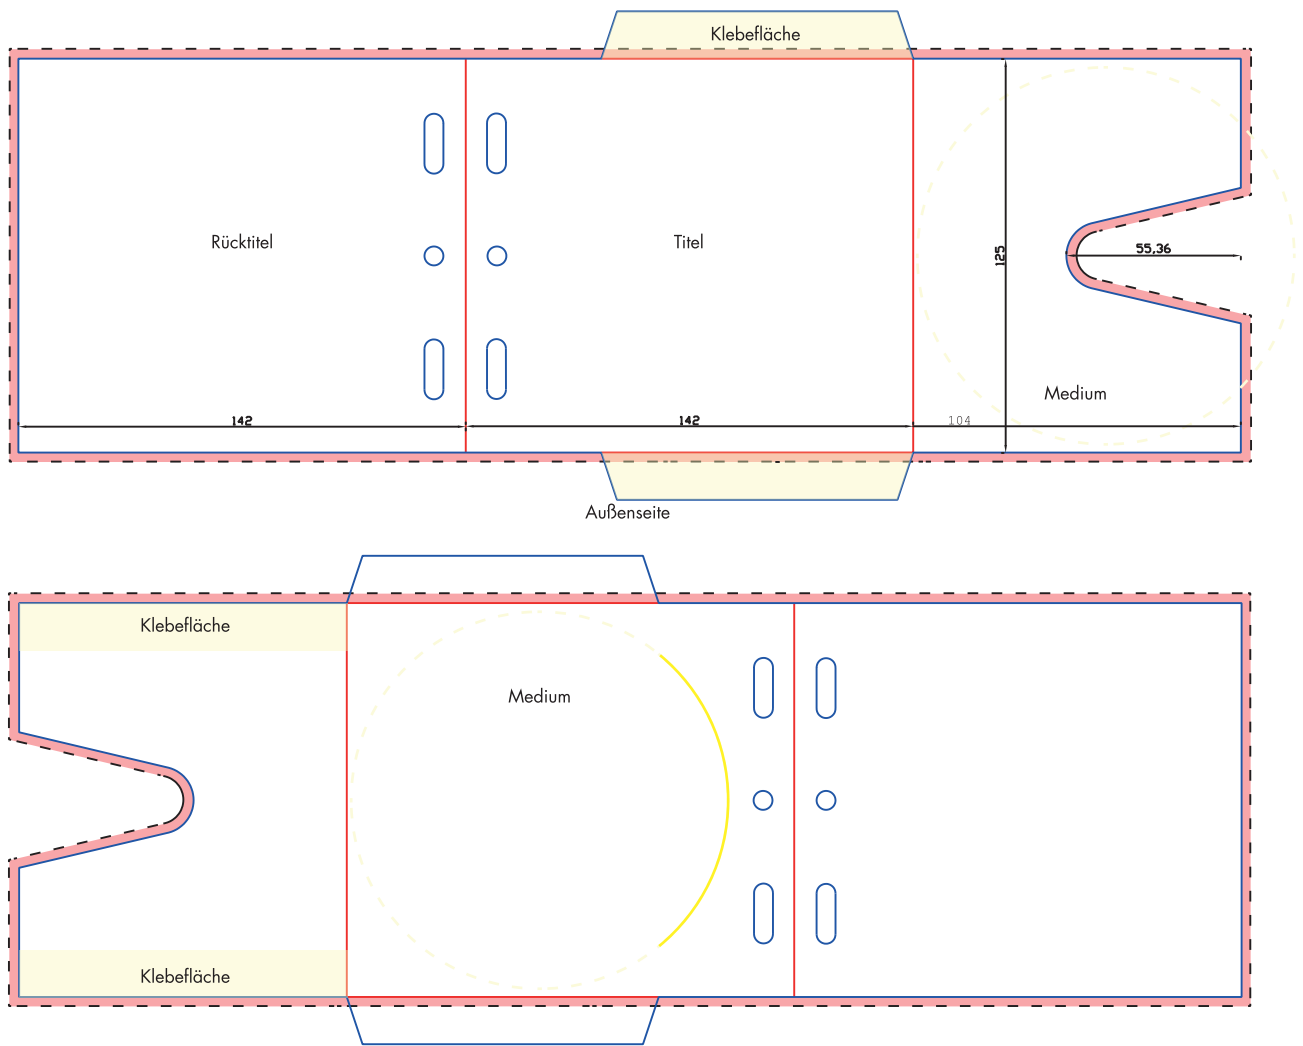 Klebefläche
Rücktitel
Titel
125
55,36
Medium
142
142
104
Außenseite
Klebefläche
Medium
Klebefläche